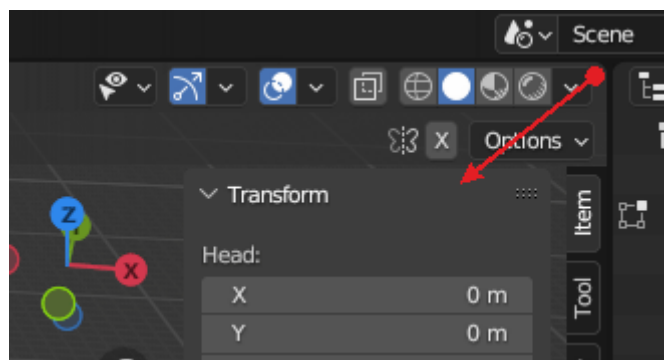 Scene
X Options
Transform
Item
Z
Head:
X
X 0 m
Tool
Y 0 m